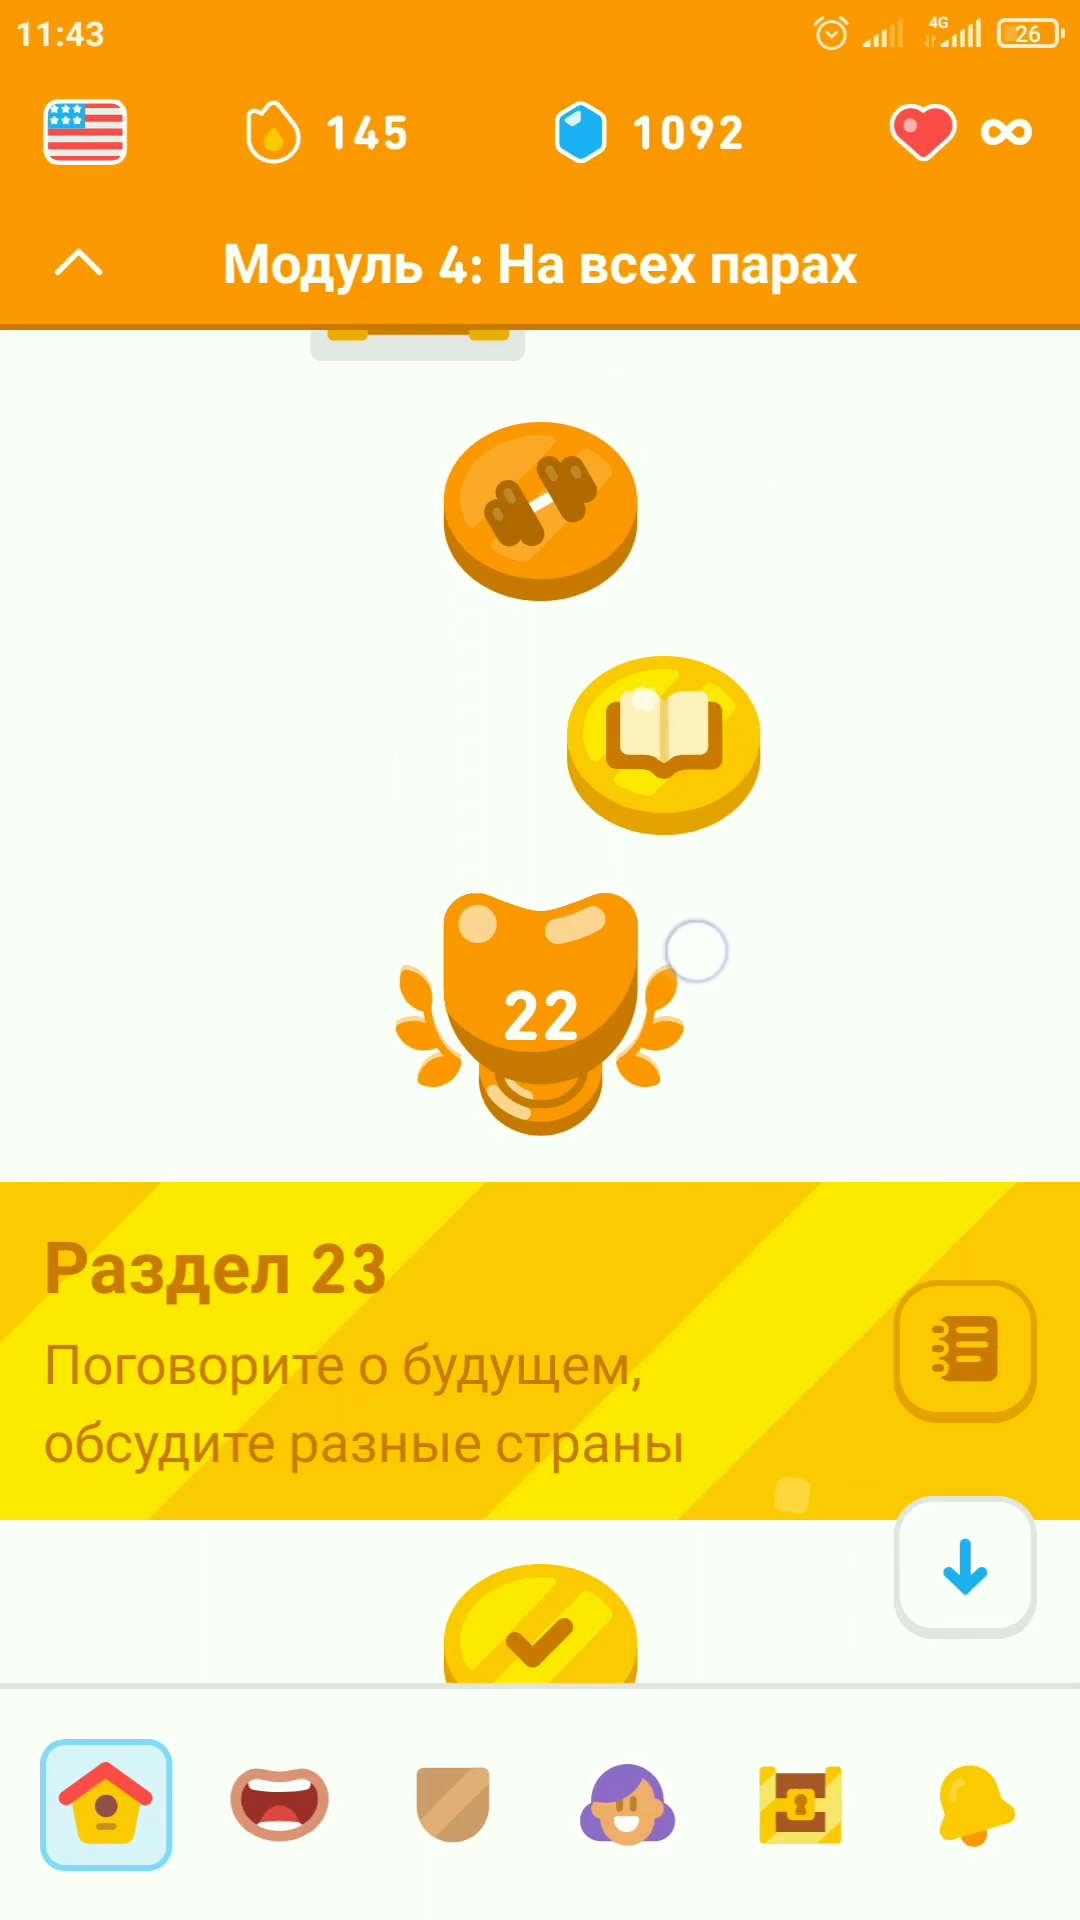 11:43
4G
26
145
1092
Модуль 4: На всех парах
22
Раздел 23
Поговорите о будущем,
обсудите разные страны